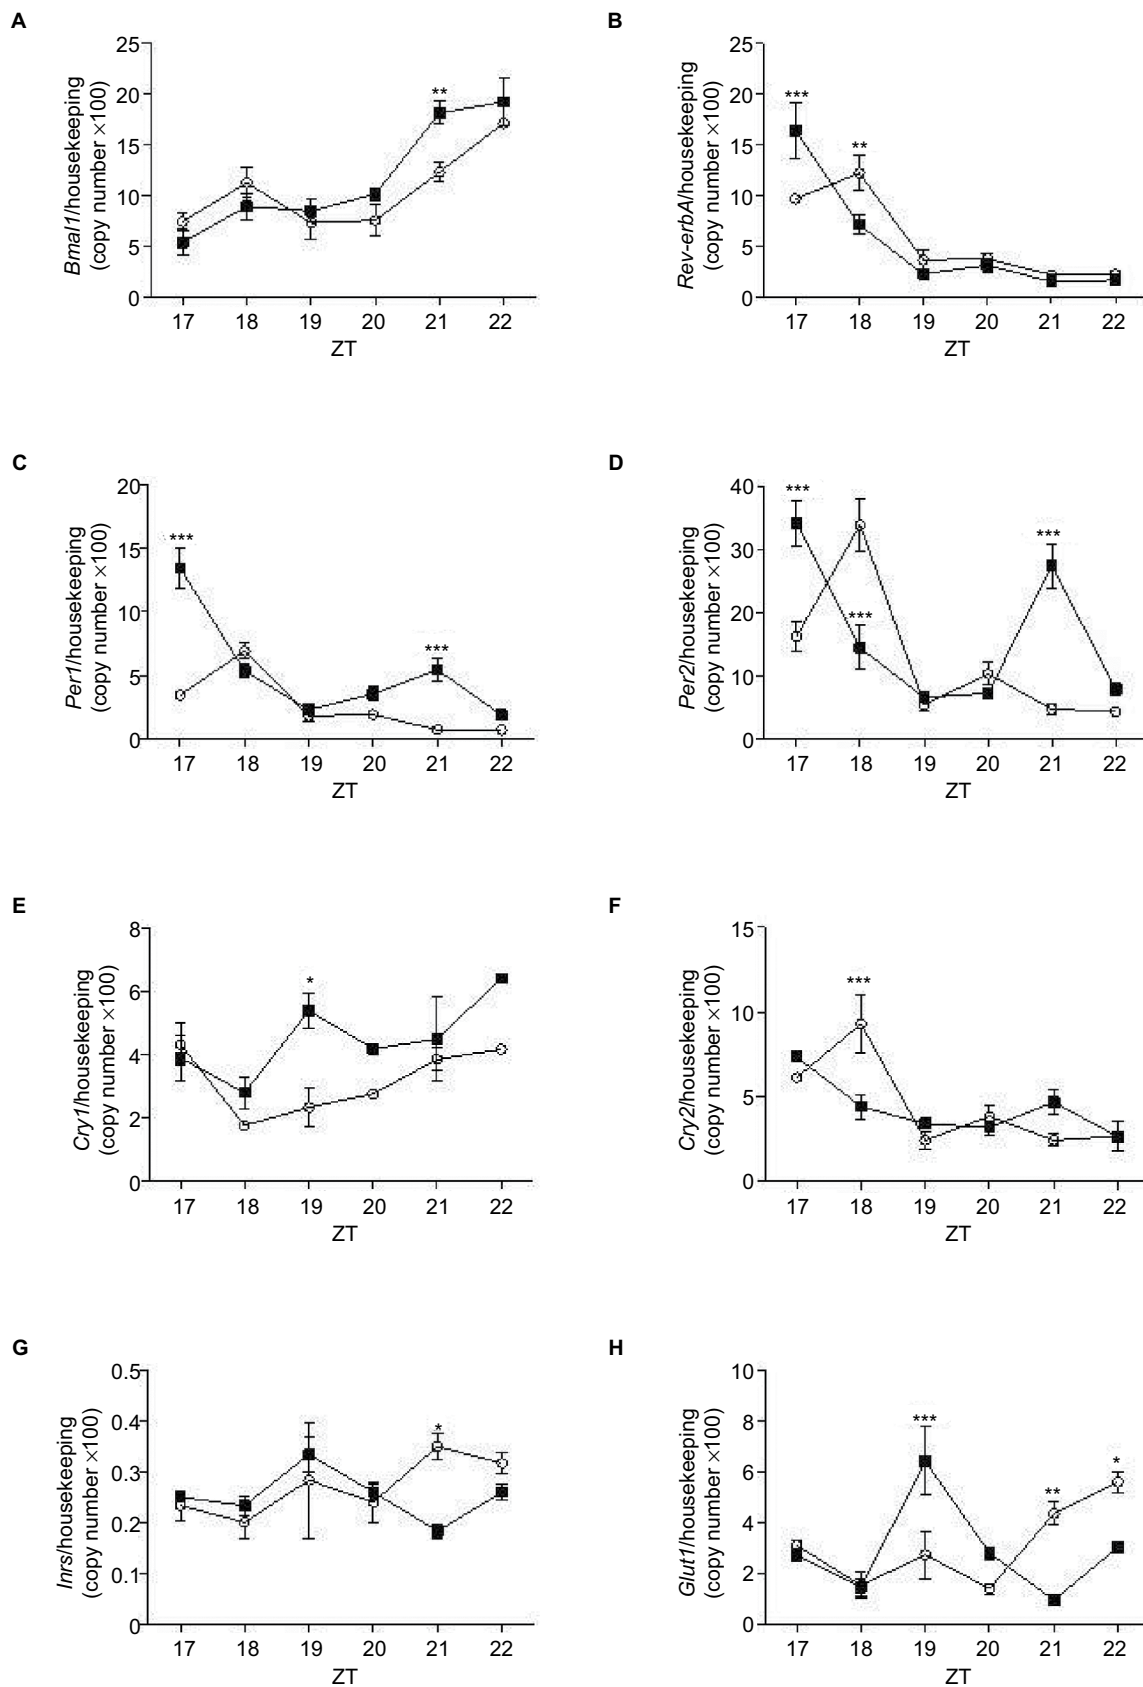 A
Bmal1/housekeeping
(copy number ×100)
25
20
15
10
5
0
**
17 18 19 20 21 22
ZT
B
Rev-erbA/housekeeping
(copy number ×100)
25
20
15
10
5
0
***
**
17 18 19 20 21 22
ZT
C
Per1/housekeeping
(copy number ×100)
20
15
10
5
0
***
***
17 18 19 20 21 22
ZT
D
Per2/housekeeping
(copy number ×100)
40
30
20
10
0
***
***
***
17 18 19 20 21 22
ZT
E
Cry1/housekeeping
(copy number ×100)
8
6
4
2
0
*
17 18 19 20 21 22
ZT
F
Cry2/housekeeping
(copy number ×100)
15
10
5
0
***
17 18 19 20 21 22
ZT
G
Inrs/housekeeping
(copy number ×100)
0.5
0.4
0.3
0.2
0.1
0
*
17 18 19 20 21 22
ZT
H
Glut1/housekeeping
(copy number ×100)
10
8
6
4
2
0
***
**
*
17 18 19 20 21 22
ZT